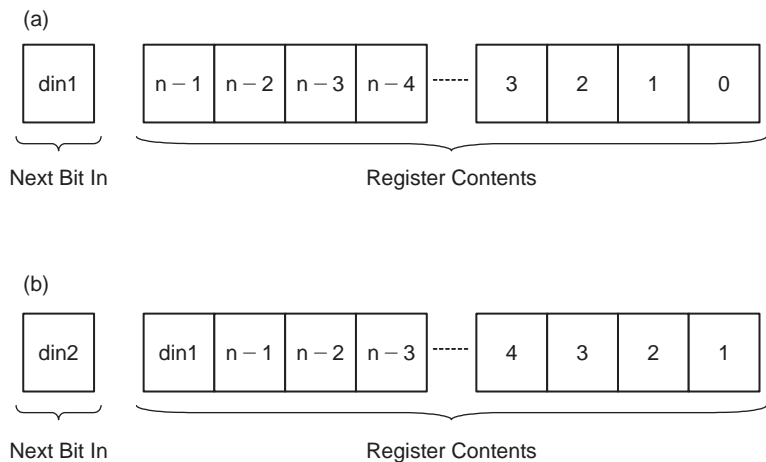 (a)
din1 n − 1 n − 2 n − 3 n − 4 3 2 1 0
Next Bit In Register Contents
(b)
din2 din1 n − 1 n − 2 n − 3 4 3 2 1
Next Bit In Register Contents